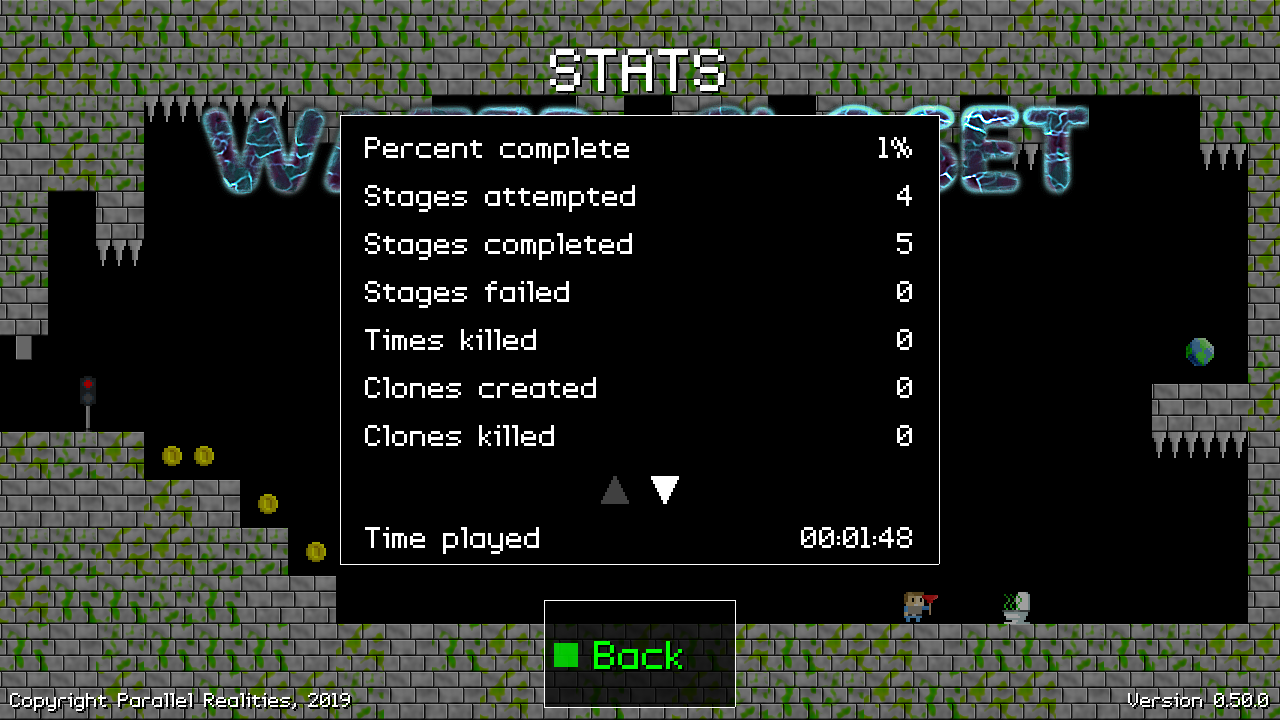 STATS
Percent complete 1%
Stages attempted 4
Stages completed 5
Stages failed 0
Times killed 0
Clones created 0
Clones killed 0
Time played 00:01:48
Back
Copyright Parallel Realities, 2019
Version 0.50.0